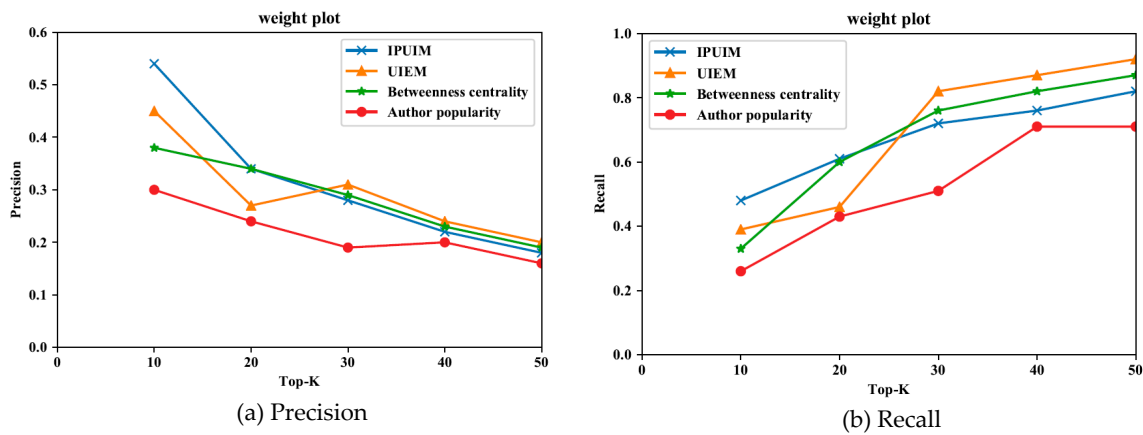 weight plot
0.6
0.5
0.4
0.3
0.2
0.1
0.0
Precision
IPUIM
UIEM
Betweenness centrality
Author popularity
0 10 20 30 40 50
Top-K
(a) Precision
weight plot
1.0
0.8
0.6
0.4
0.2
0.0
Recall
IPUIM
UIEM
Betweenness centrality
Author popularity
0 10 20 30 40 50
Top-K
(b) Recall